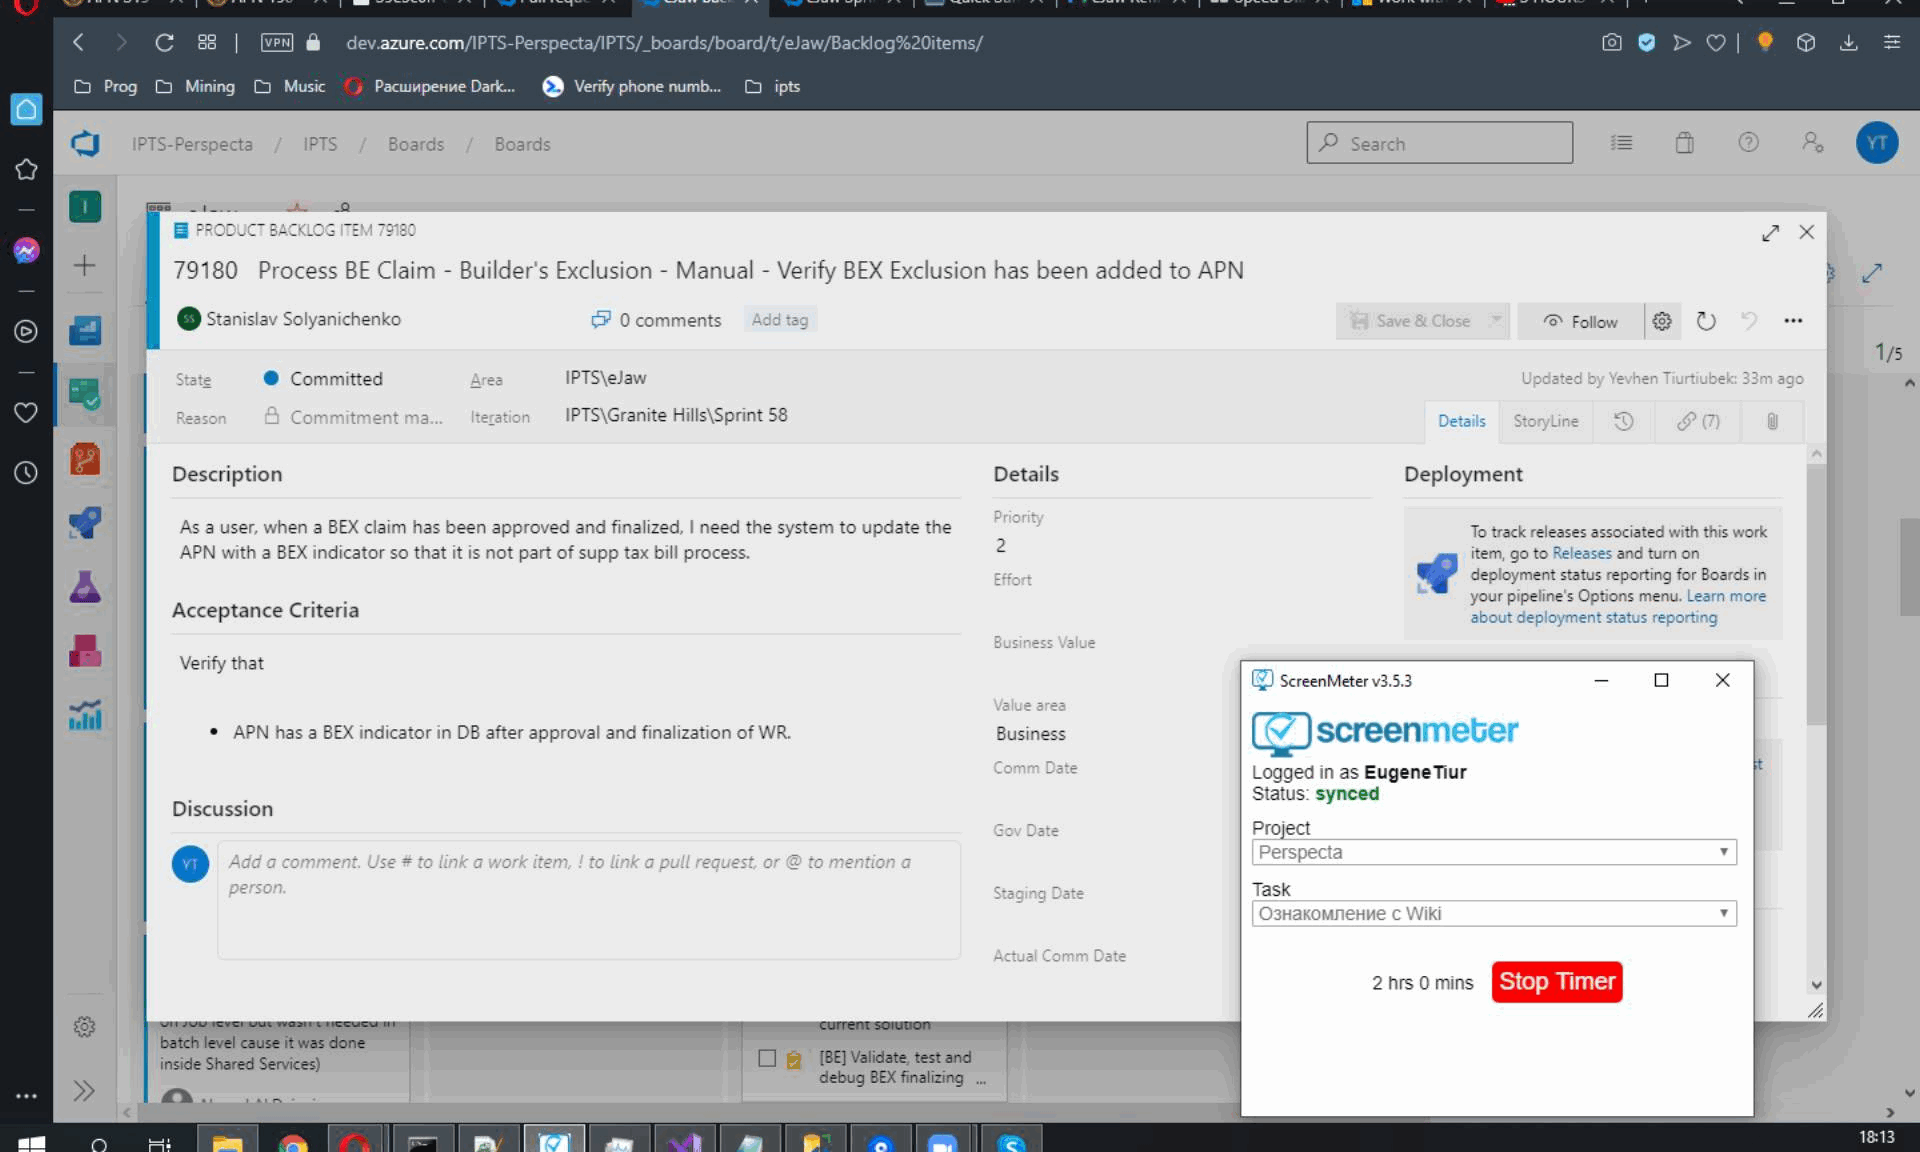 VPN
dev.azure.com/IPTS-Perspecta/IPTS/_boards/board/t/eJaw/Backlog%20items/
Prog
Mining
Music
Расширение Dark...
Verify phone numb...
ipts
IPTS-Perspecta / IPTS / Boards / Boards
Search
YT
I
PRODUCT BACKLOG ITEM 79180
79180 Process BE Claim - Builder's Exclusion - Manual - Verify BEX Exclusion has been added to APN
SS Stanislav Solyanichenko
0 comments
Add tag
Save & Close
Follow
1/5
State
Committed
Area
IPTS\eJaw
Updated by Yevhen Tiurtiubek: 33m ago
Reason
Commitment ma...
Iteration
IPTS\Granite Hills\Sprint 58
Details
StoryLine
(7)
Description
As a user, when a BEX claim has been approved and finalized, I need the system to update the
APN with a BEX indicator so that it is not part of supp tax bill process.
Acceptance Criteria
Verify that
• APN has a BEX indicator in DB after approval and finalization of WR.
Discussion
YT
Add a comment. Use # to link a work item, ! to link a pull request, or @ to mention a
person.
Details
Priority
2
Effort
Business Value
Value area
Business
Comm Date
Gov Date
Staging Date
Actual Comm Date
Deployment
To track releases associated with this work
item, go to Releases and turn on
deployment status reporting for Boards in
your pipeline's Options menu. Learn more
about deployment status reporting
ScreenMeter v3.5.3
screenmeter
Logged in as EugeneTiur
Status: synced
Project
Perspecta
Task
Ознакомление с Wiki
2 hrs 0 mins
Stop Timer
on Job level but wasn't needed in
batch level cause it was done
inside Shared Services)
current solution
[BE] Validate, test and
debug BEX finalizing ...
18:13